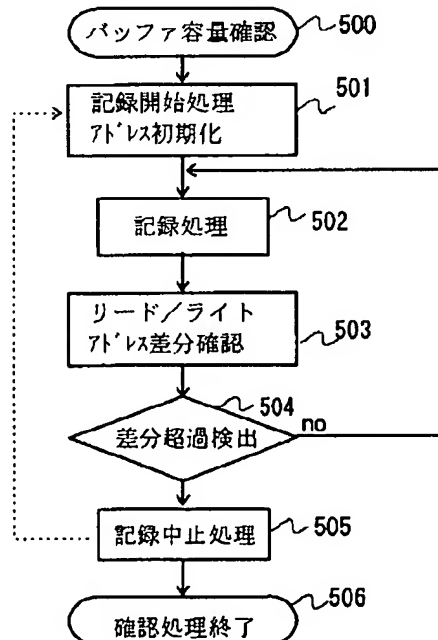 バッファ容量確認
500
記録開始処理
アドレス初期化
501
記録処理
502
リード/ライト
アドレス差分確認
503
504
差分超過検出
no
記録中止処理
505
確認処理終了
506